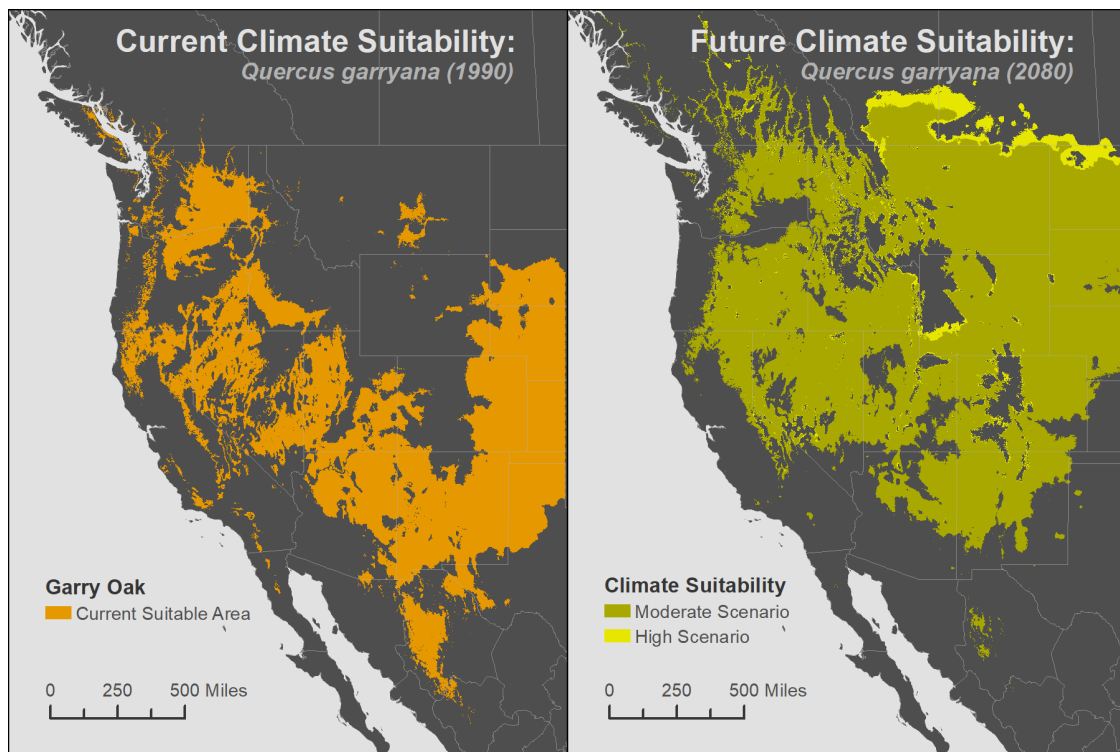 Current Climate Suitability:
Quercus garryana (1990)
Garry Oak
Current Suitable Area
0 250 500 Miles
Future Climate Suitability:
Quercus garryana (2080)
Climate Suitability
Moderate Scenario
High Scenario
0 250 500 Miles